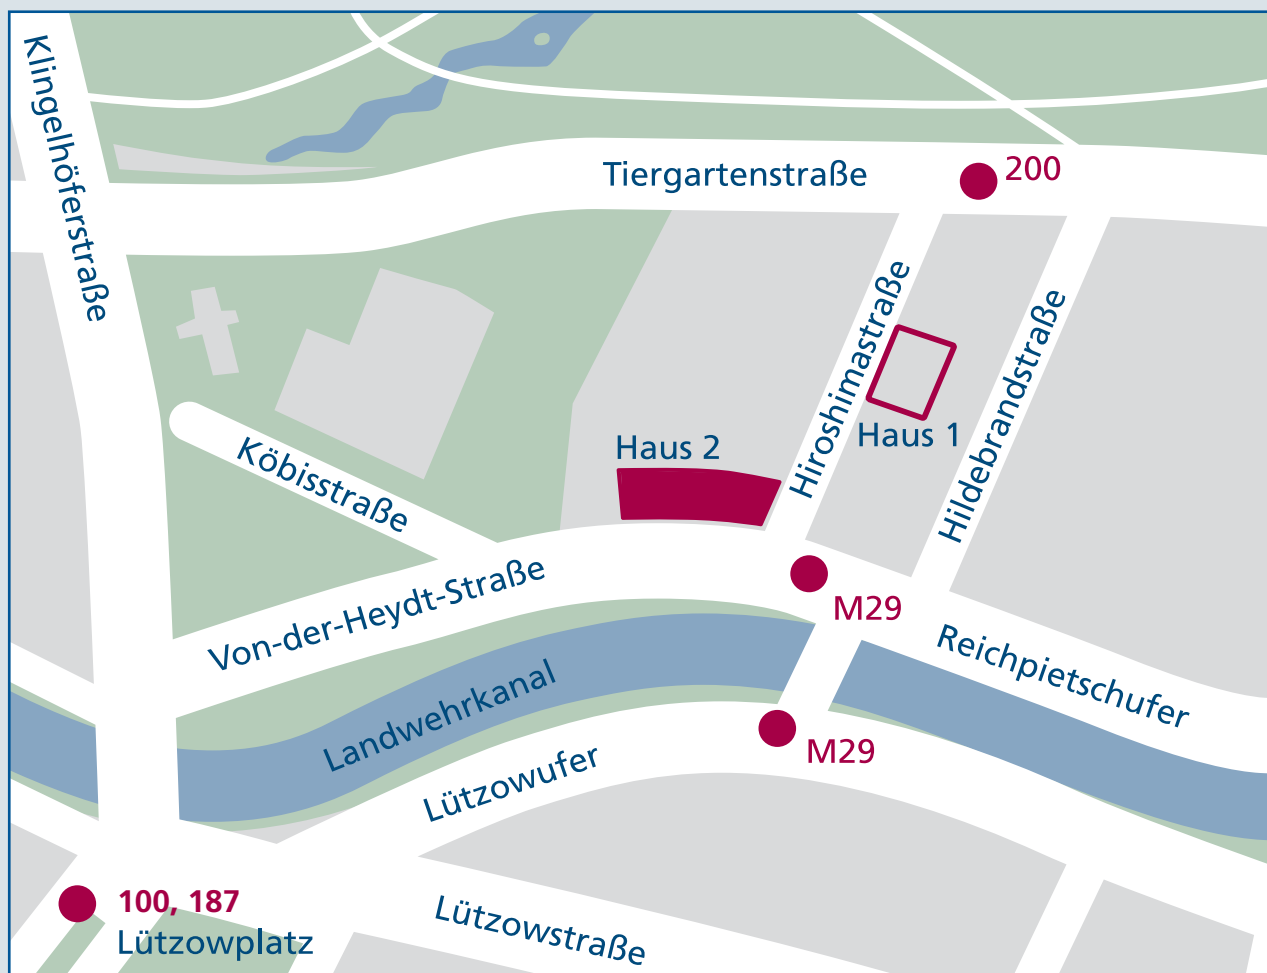 Klingelhöferstraße
Tiergartenstraße
200
Hiroshimastraße
Hildebrandstraße
Haus 1
Haus 2
Köbisstraße
Von-der-Heydt-Straße
M29
Reichpietschufer
Landwehrkanal
Lützowufer
M29
100, 187
Lützowplatz
Lützowstraße